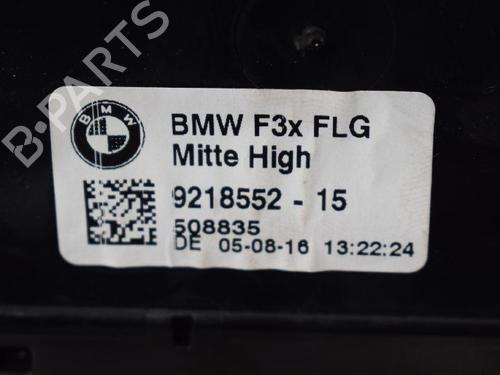 B-PARTS
BMW
BMW F3x FLG
Mitte High
9218552 - 15
508835
DE 05-08-16 13:22:24